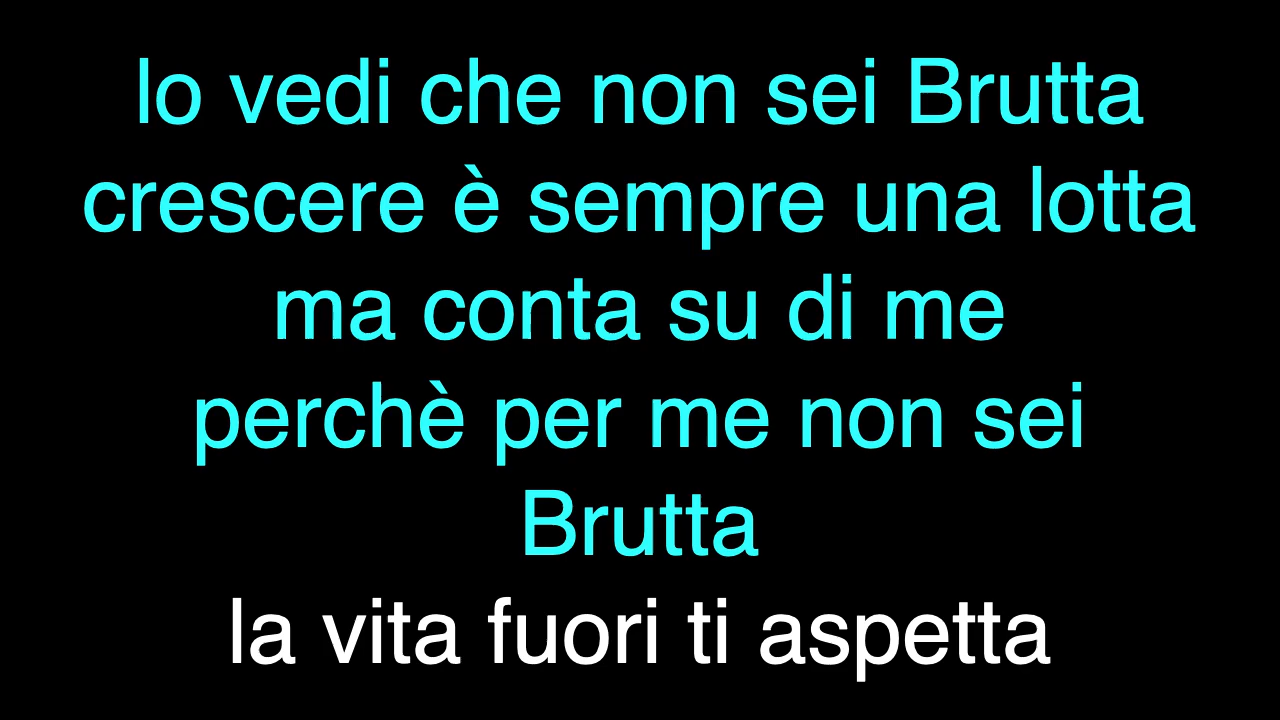 lo vedi che non sei Brutta
crescere è sempre una lotta
ma conta su di me
perchè per me non sei
Brutta
la vita fuori ti aspetta